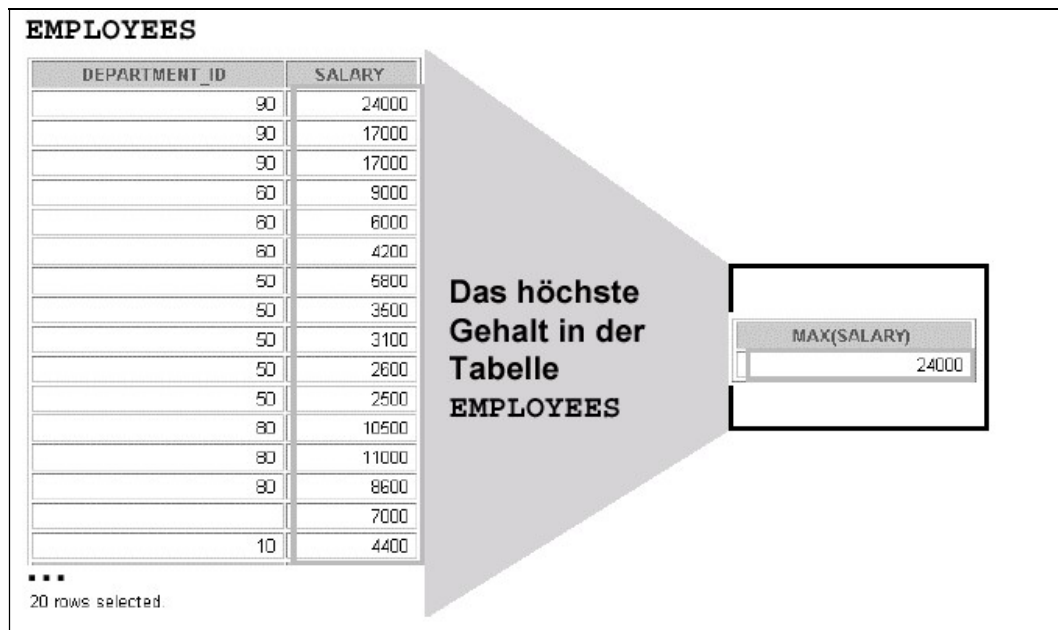 EMPLOYEES
DEPARTMENT_ID SALARY
90 24000
90 17000
90 17000
60 9000
60 6000
60 4200
50 5800
50 3500
50 3100
50 2600
50 2500
80 10500
80 11000
80 8600
7000
10 4400
...
20 rows selected.
Das höchste
Gehalt in der
Tabelle
EMPLOYEES
MAX(SALARY)
24000